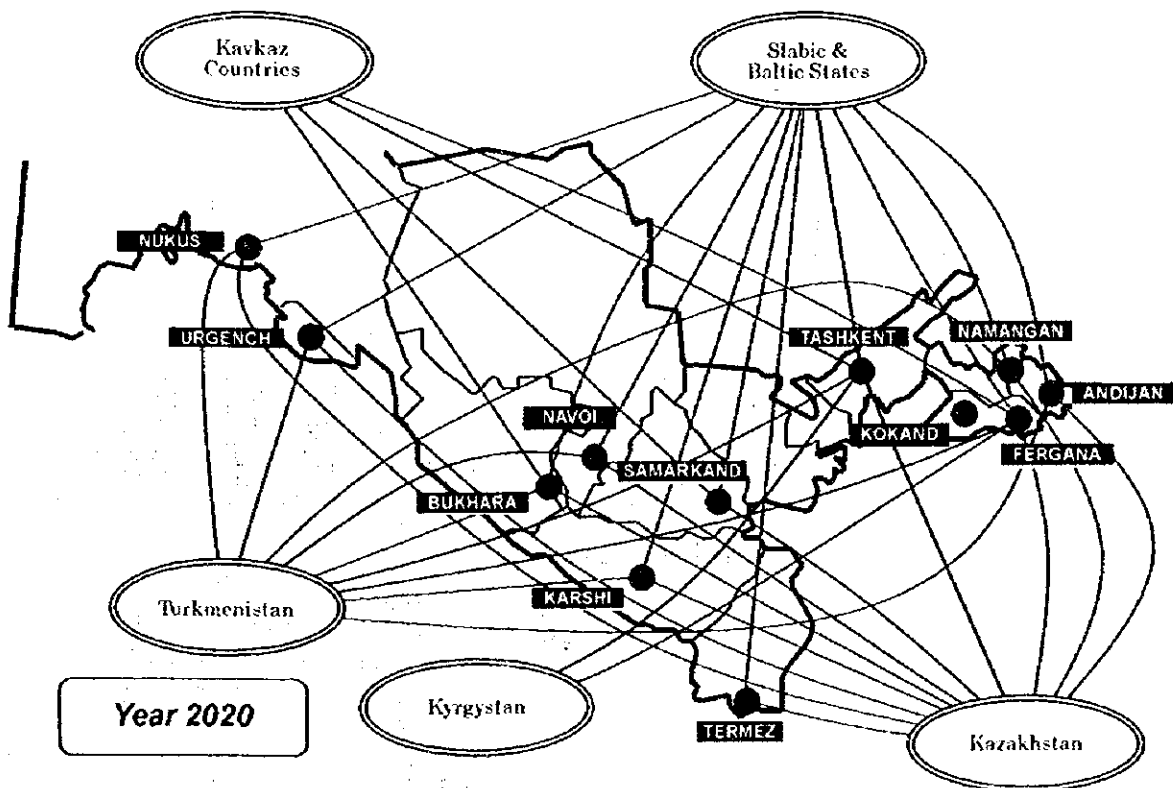 Kavkaz
Countries
Slabic &
Baltic States
NUKUS
URGENCH
TASHKENT
NAMANGAN
ANDIJAN
NAVOI
KOKAND
SAMARKAND
FERGANA
BUKHARA
KARSHI
Turkmenistan
Year 2020
Kyrgystan
TERMEZ
Kazakhstan